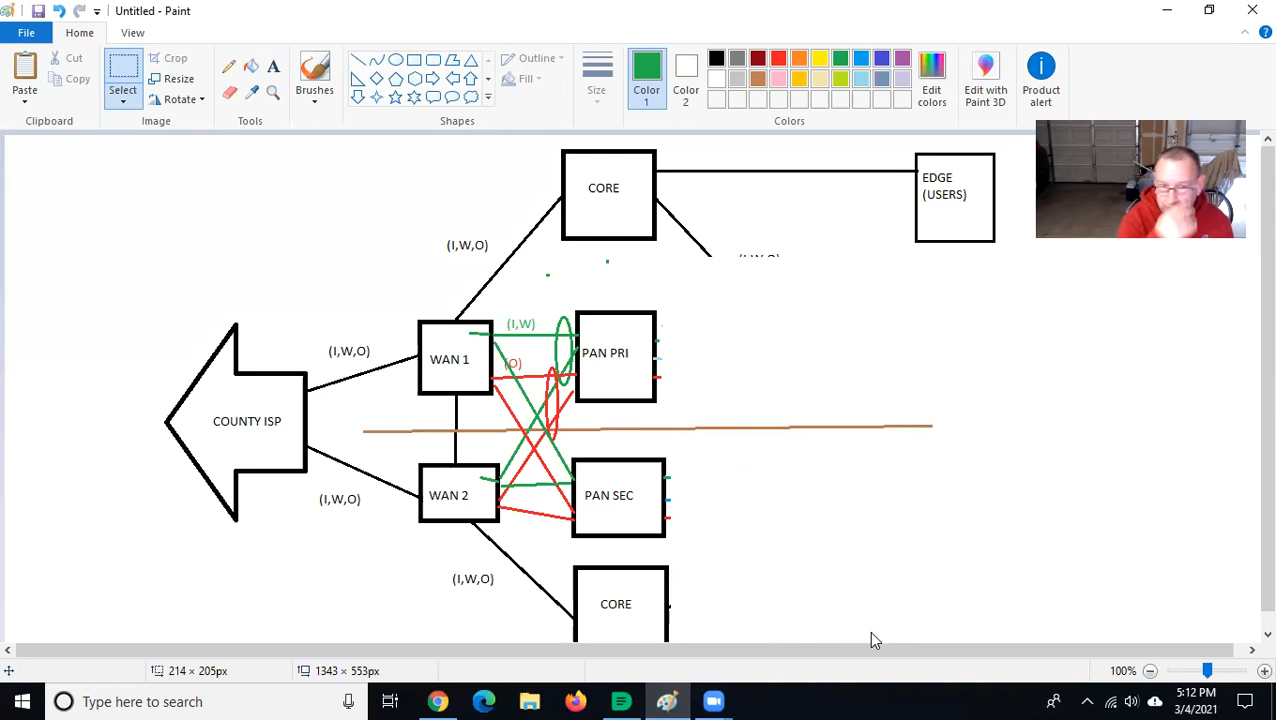 Untitled - Paint
File
Home
View
Paste
Cut
Copy
Clipboard
Select
Crop
Resize
Rotate
Image
A
Tools
Brushes
Outline
Fill
Shapes
Size
Color
1
Color
2
Edit
colors
Colors
Edit with
Paint 3D
Product
alert
CORE
EDGE
(USERS)
(I,W,O)
(I,W)
WAN 1
PAN PRI
(I,W,O)
(O)
COUNTY ISP
WAN 2
PAN SEC
(I,W,O)
(I,W,O)
CORE
214 × 205px
1343 × 553px
100%
Type here to search
5:12 PM
3/4/2021